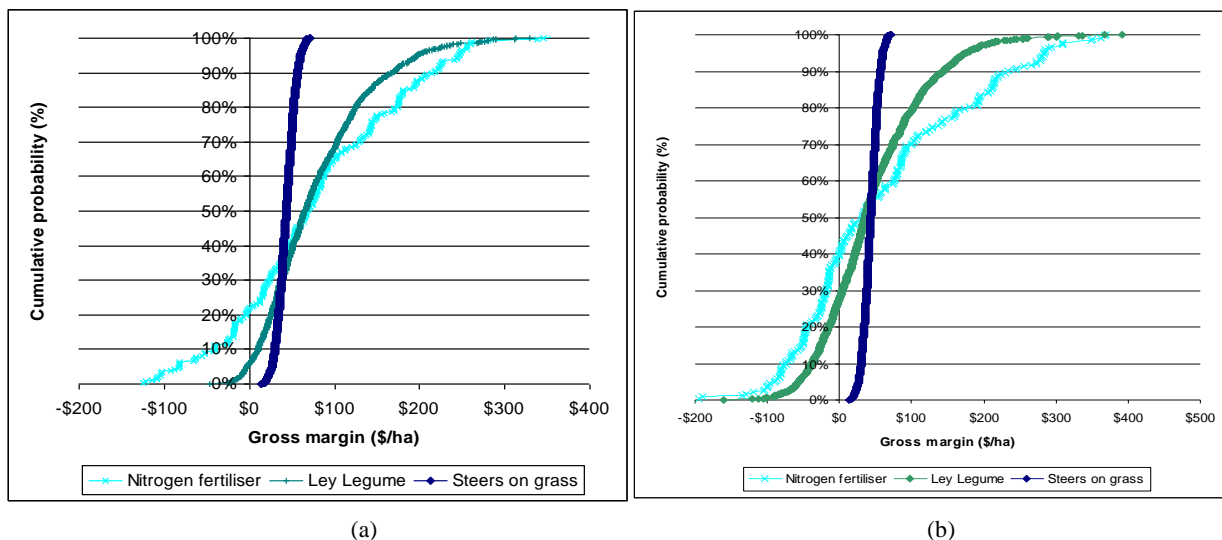 100%
90%
80%
70%
60%
50%
40%
30%
20%
10%
0%
Cumulative probability (%)
-$200 -$100 $0 $100 $200 $300 $400
Gross margin ($/ha)
Nitrogen fertiliser Ley Legume Steers on grass
(a)
100%
90%
80%
70%
60%
50%
40%
30%
20%
10%
0%
Cumulative probability (%)
-$200 -$100 $0 $100 $200 $300 $400 $500
Gross margin ($/ha)
Nitrogen fertiliser Ley Legume Steers on grass
(b)